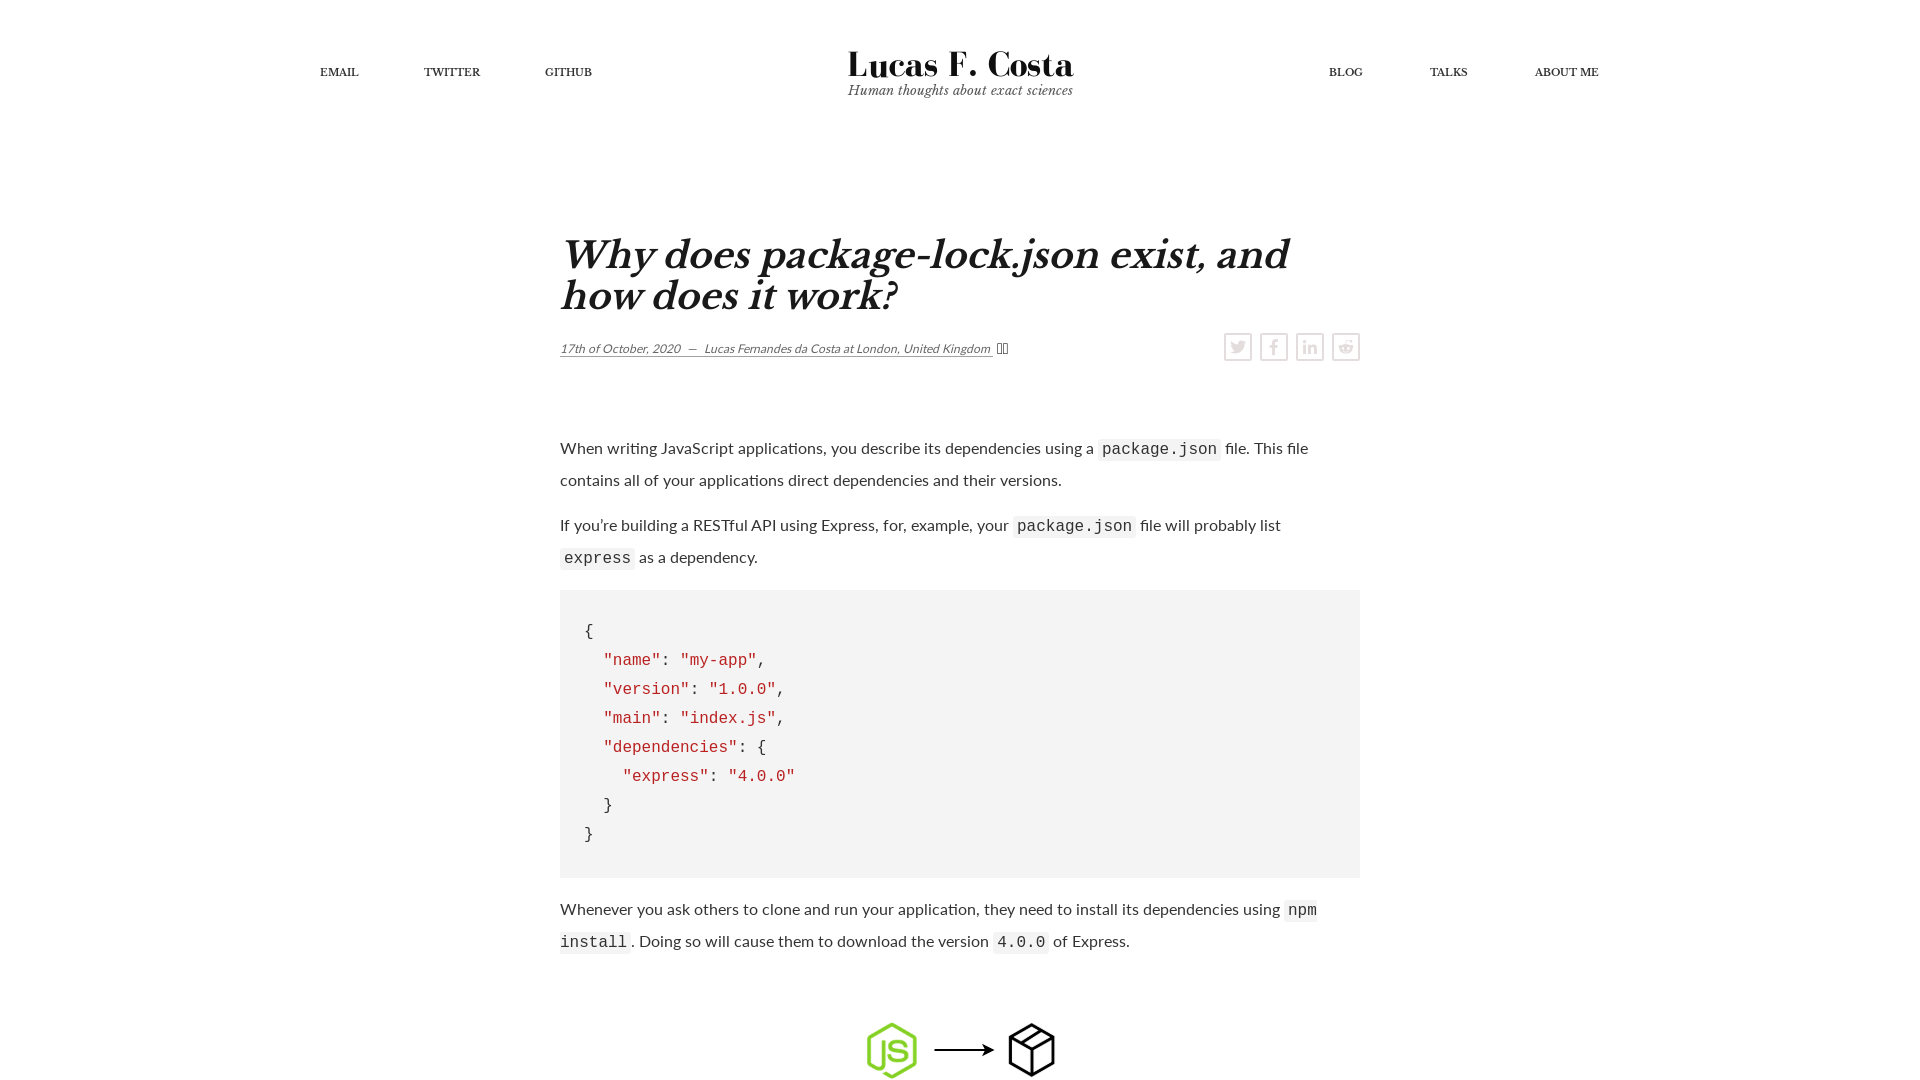 EMAIL
TWITTER
GITHUB
Lucas F. Costa
Human thoughts about exact sciences
BLOG
TALKS
ABOUT ME
Why does package-lock.json exist, and
how does it work?
17th of October, 2020 — Lucas Fernandes da Costa at London, United Kingdom
When writing JavaScript applications, you describe its dependencies using a package.json file. This file
contains all of your applications direct dependencies and their versions.
If you’re building a RESTful API using Express, for, example, your package.json file will probably list
express as a dependency.
{
"name": "my-app",
"version": "1.0.0",
"main": "index.js",
"dependencies": {
"express": "4.0.0"
}
}
Whenever you ask others to clone and run your application, they need to install its dependencies using npm
install. Doing so will cause them to download the version 4.0.0 of Express.
JS